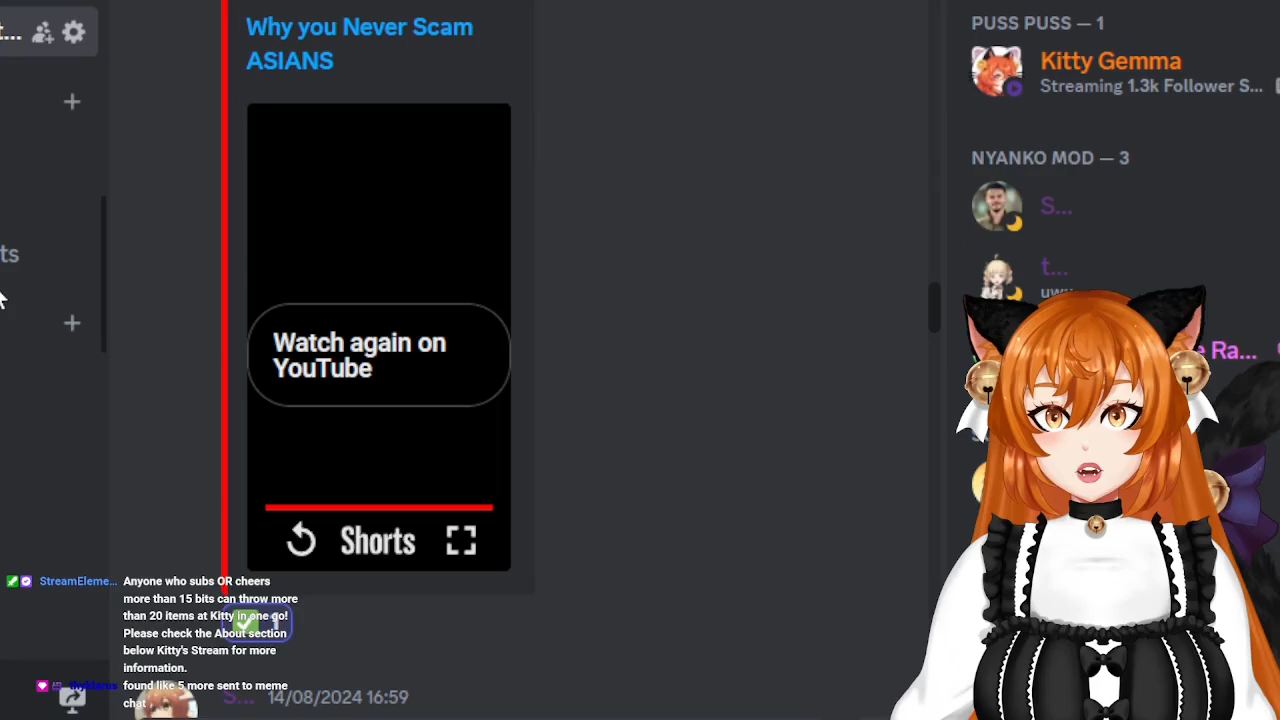 t...
Why you Never Scam
ASIANS
Watch again on
YouTube
Shorts
1
14/08/2024 16:59
S...
ts
PUSS PUSS — 1
Kitty Gemma
Streaming 1.3k Follower S...
NYANKO MOD — 3
S...
t...
uwu
e Ra...
StreamEleme...
Anyone who subs OR cheers
more than 15 bits can throw more
than 20 items at Kitty in one go!
Please check the About section
below Kitty's Stream for more
information.
found like 5 more sent to meme
chat